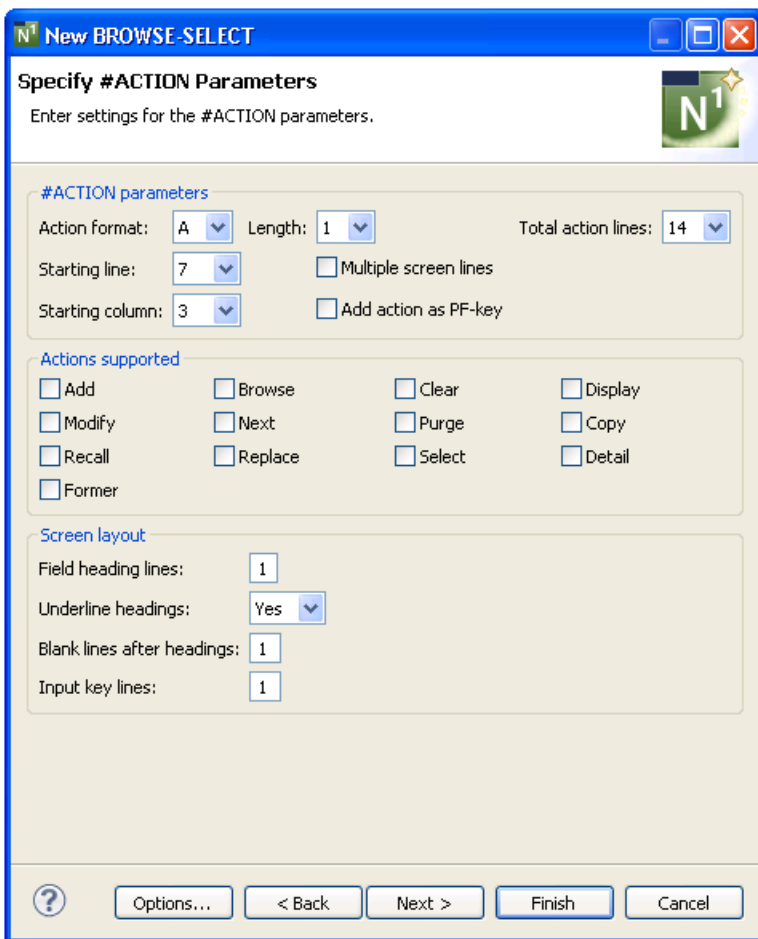 N1 New BROWSE-SELECT
Specify #ACTION Parameters
Enter settings for the #ACTION parameters.
N1
#ACTION parameters
Action format: A Length: 1 Total action lines: 14
Starting line: 7 Multiple screen lines
Starting column: 3 Add action as PF-key
Actions supported
Add Browse Clear Display
Modify Next Purge Copy
Recall Replace Select Detail
Former
Screen layout
Field heading lines: 1
Underline headings: Yes
Blank lines after headings: 1
Input key lines: 1
? Options... < Back Next > Finish Cancel